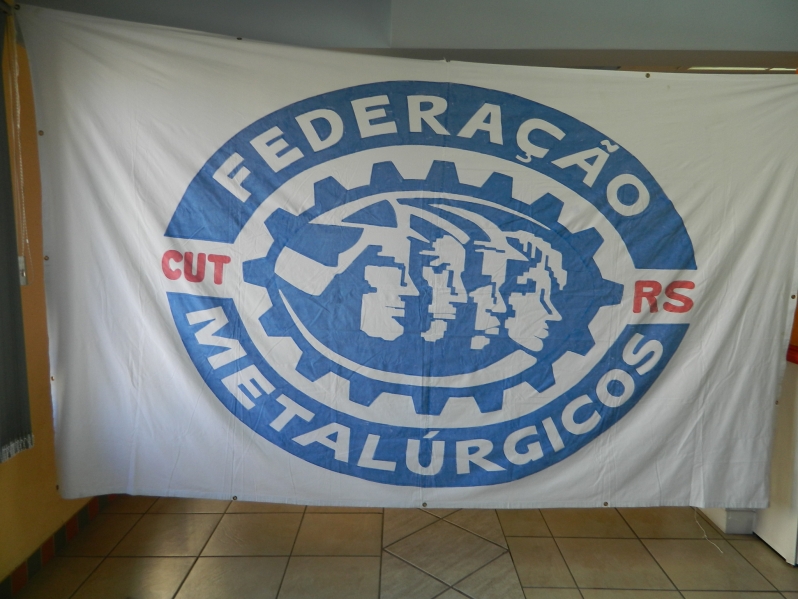 FEDERAÇÃO
CUT
RS
METALÚRGICOS